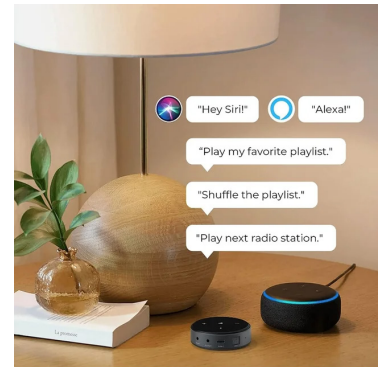 "Hey Siri!"
"Alexa!"
"Play my favorite playlist."
"Shuffle the playlist."
"Play next radio station."